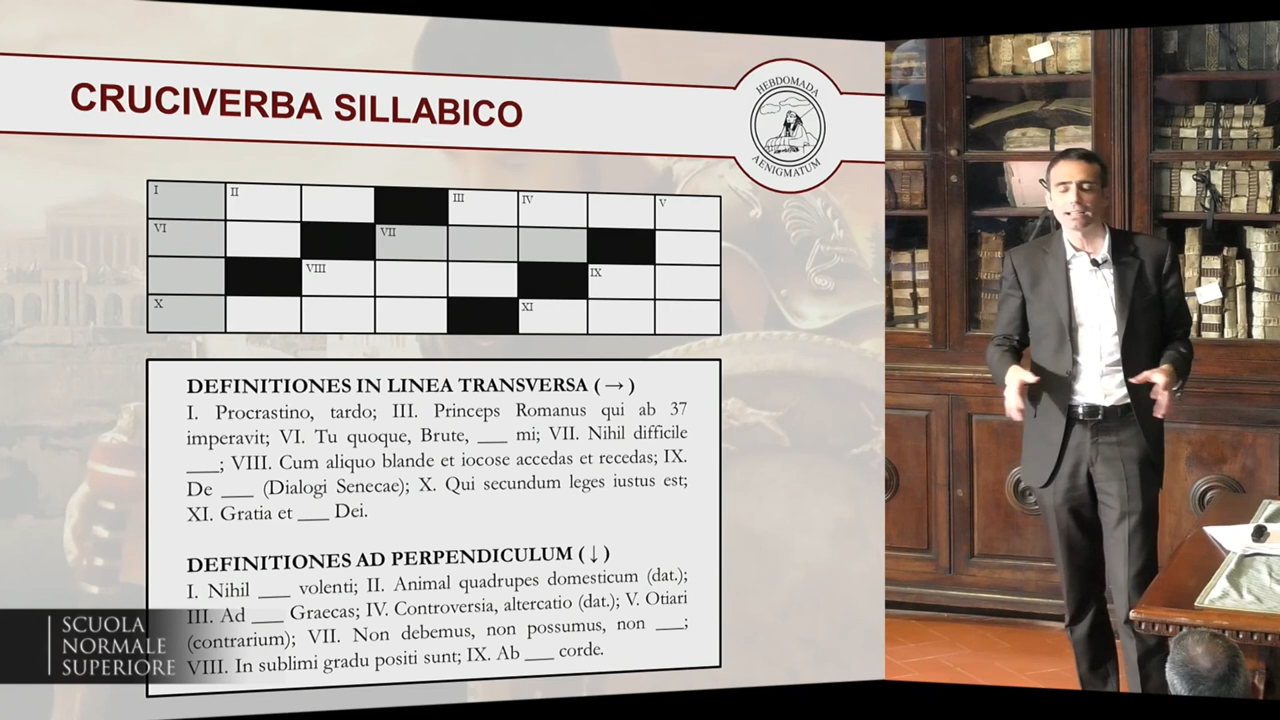 CRUCIVERBA SILLABICO
HEBDOMADA
AENIGMATUM
I II III IV V
VI VII
VIII IX
X XI
DEFINITIONES IN LINEA TRANSVERSA (→)
I. Procrastino, tardo; III. Princeps Romanus qui ab 37
imperavit; VI. Tu quoque, Brute, ___ mi; VII. Nihil difficile
___; VIII. Cum aliquo blande et iocose accedas et recedas; IX.
De ___ (Dialogi Senecae); X. Qui secundum leges iustus est;
XI. Gratia et ___ Dei.
DEFINITIONES AD PERPENDICULUM (↓)
I. Nihil ___ volenti; II. Animal quadrupes domesticum (dat.);
III. Ad ___ Graecas; IV. Controversia, altercatio (dat.); V. Otiari
(contrarium); VII. Non debemus, non possumus, non ___;
VIII. In sublimi gradu positi sunt; IX. Ab ___ corde.
SCUOLA
NORMALE
SUPERIORE